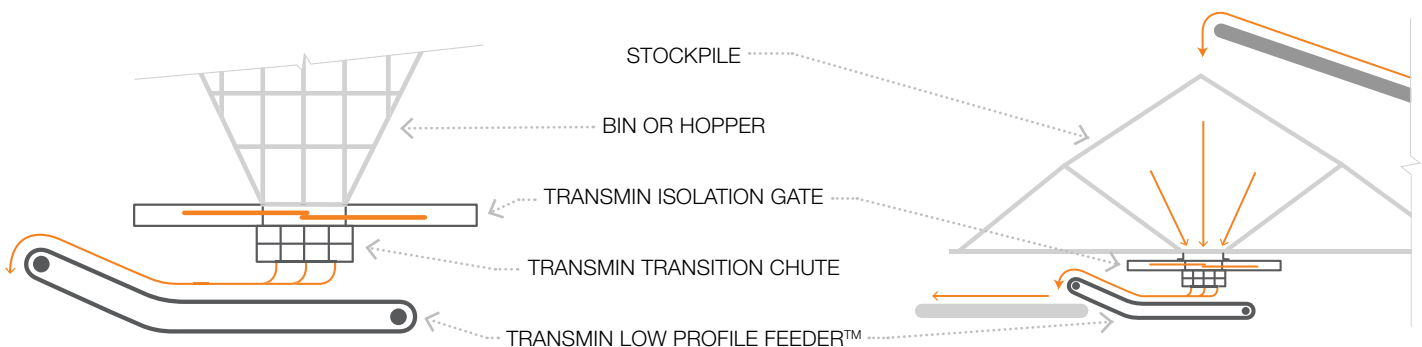 STOCKPILE
BIN OR HOPPER
TRANSMIN ISOLATION GATE
TRANSMIN TRANSITION CHUTE
TRANSMIN LOW PROFILE FEEDER™